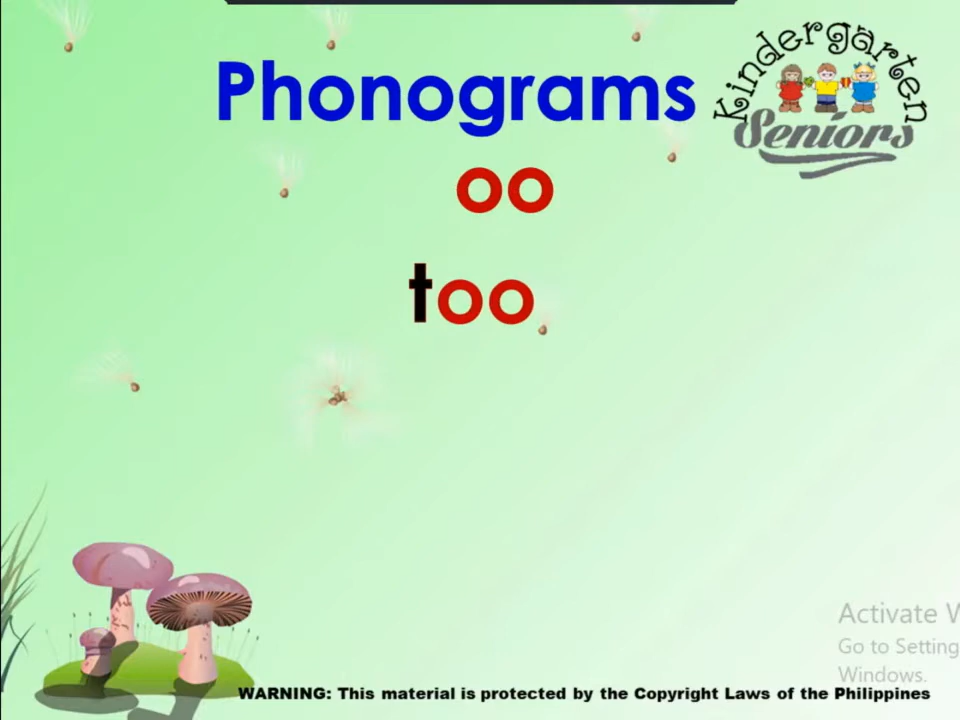 Phonograms
Kindergarten
Seniors
oo
too
Activate W
Go to Setting
Windows.
WARNING: This material is protected by the Copyright Laws of the Philippines